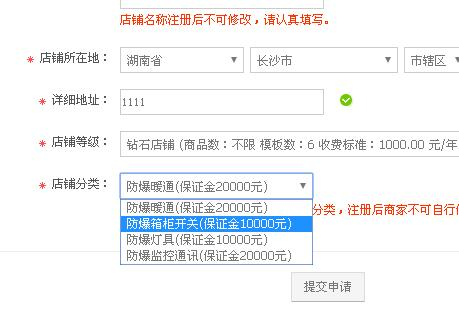 店铺名称注册后不可修改，请认真填写。
* 店铺所在地： 湖南省 长沙市 市辖区
* 详细地址： 1111
* 店铺等级： 钻石店铺 (商品数：不限 模板数：6 收费标准：1000.00 元/年
* 店铺分类： 防爆暖通(保证金20000元)
防爆暖通(保证金20000元)
分类，注册后商家不可自行修
防爆箱柜开关(保证金10000元)
防爆灯具(保证金10000元)
防爆监控通讯(保证金20000元)
提交申请